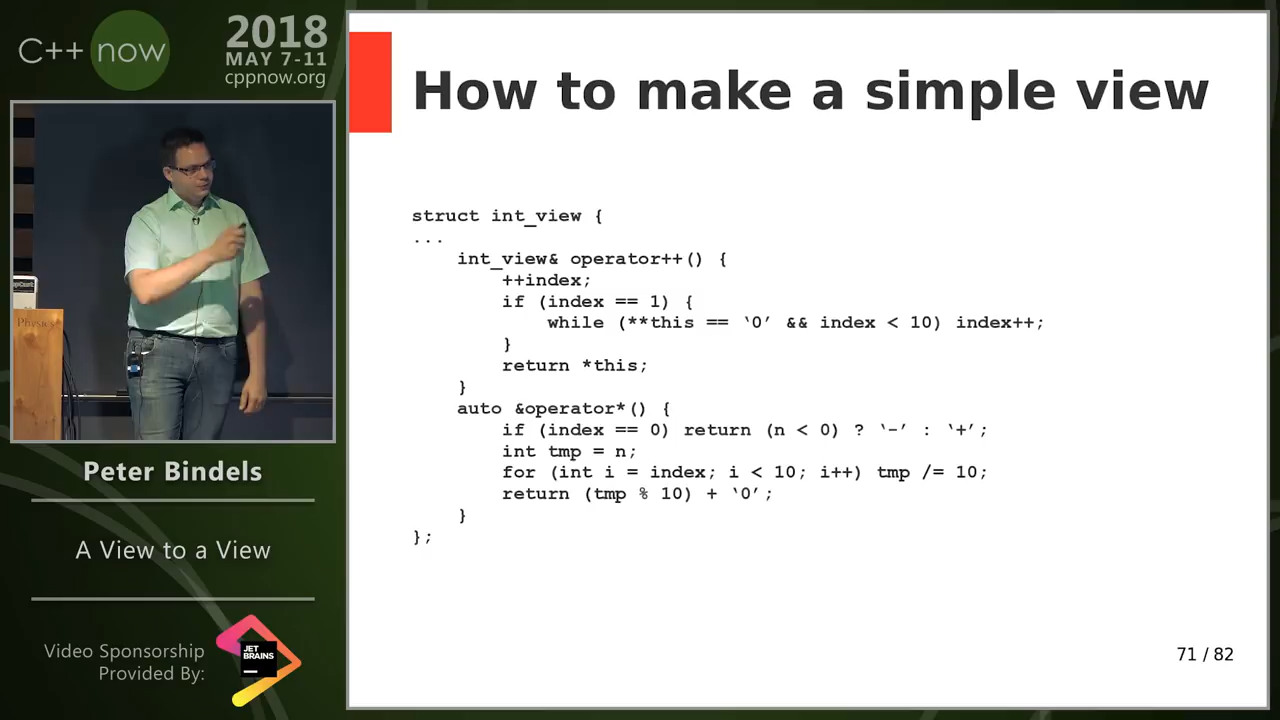 C++ now
2018
MAY 7-11
cppnow.org
Physics
Peter Bindels
A View to a View
Video Sponsorship
Provided By:
JET
BRAINS
How to make a simple view
struct int_view {
...
    int_view& operator++() {
        ++index;
        if (index == 1) {
            while (**this == ‘0’ && index < 10) index++;
        }
        return *this;
    }
    auto &operator*() {
        if (index == 0) return (n < 0) ? ‘-’ : ‘+’;
        int tmp = n;
        for (int i = index; i < 10; i++) tmp /= 10;
        return (tmp % 10) + ‘0’;
    }
};
71 / 82